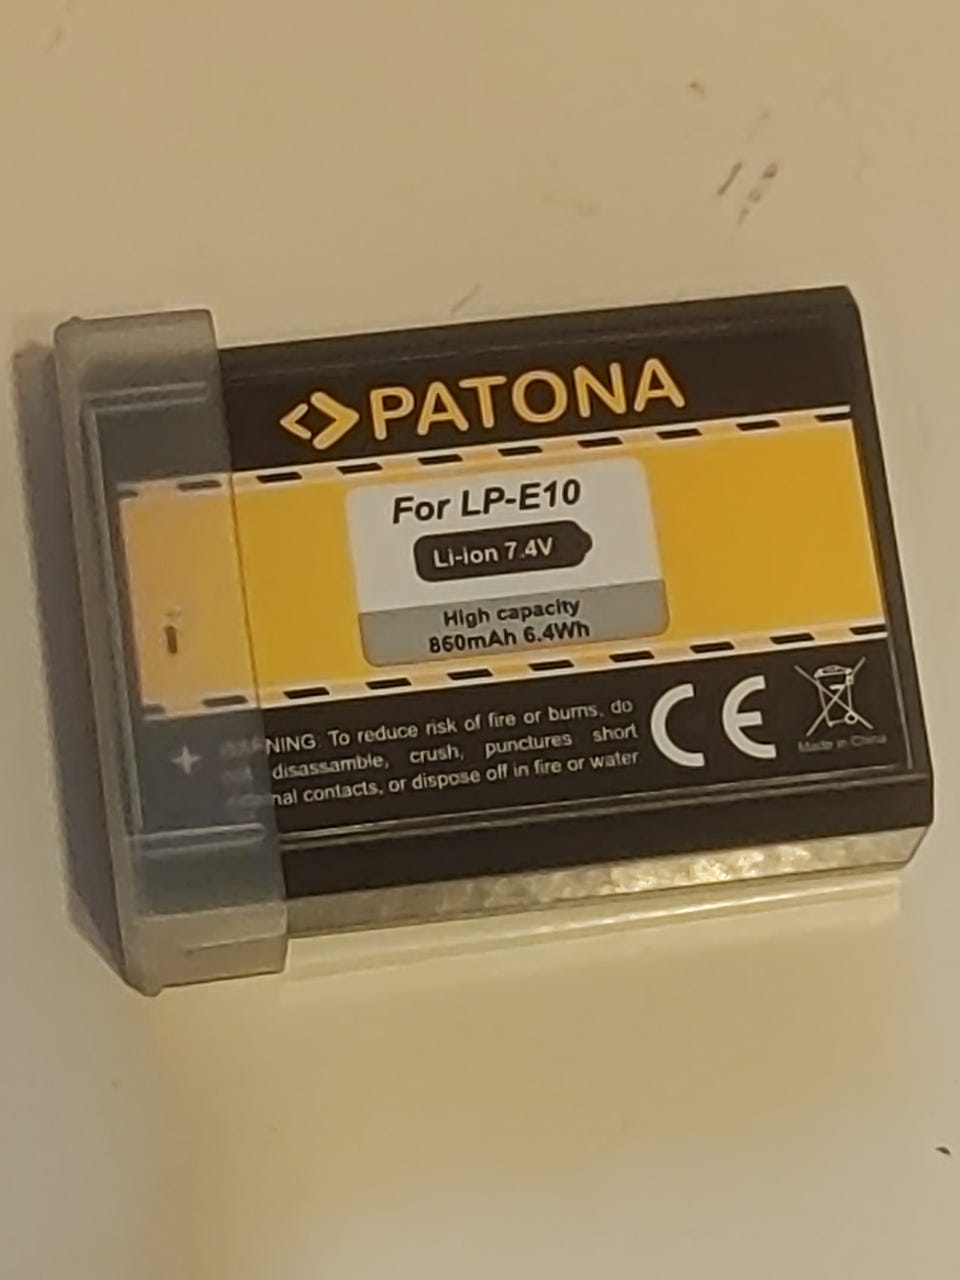 PATONA
For LP-E10
Li-ion 7.4V
High capacity
860mAh 6.4Wh
NING: To reduce risk of fire or burns, do
disassamble, crush, punctures short
nal contacts, or dispose off in fire or water
CE
Made in China